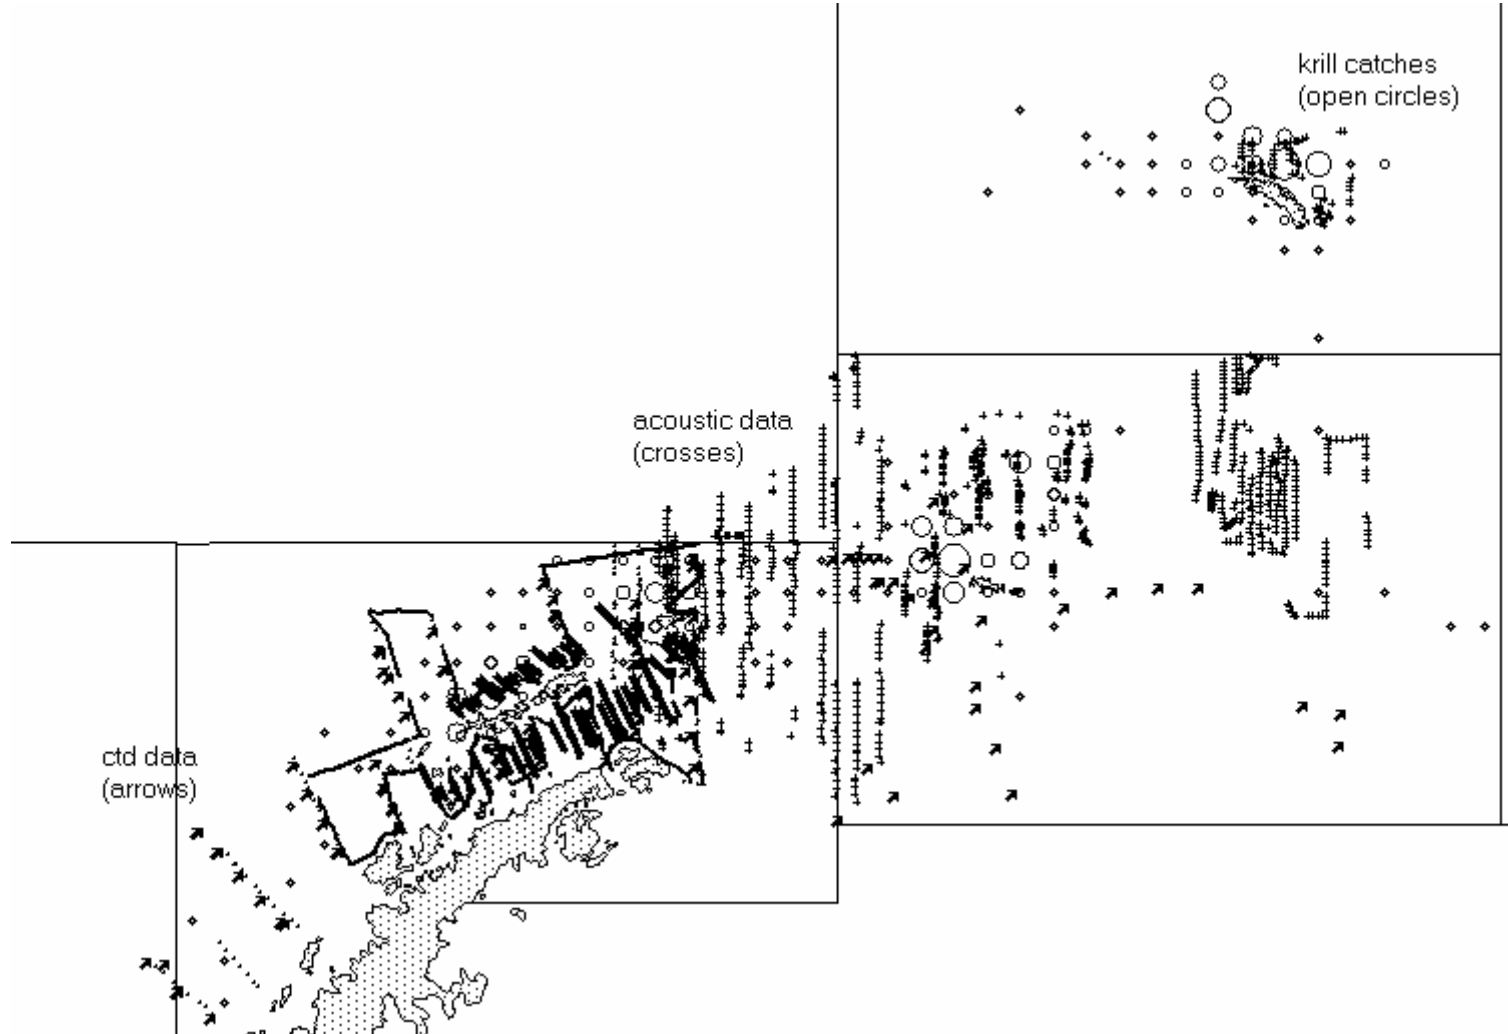 krill catches
(open circles)
acoustic data
(crosses)
ctd data
(arrows)